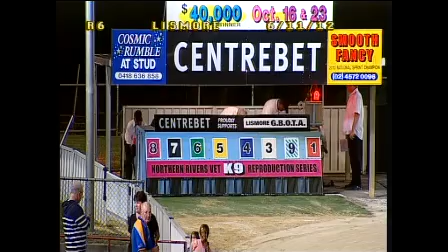 R6 LISMORE 6/11/12
$40,000 Oct. 16 & 23
COSMIC RUMBLE
AT STUD
0418 636 858
CENTREBET
SMOOTH
FANCY
(02) 4572 0096
CENTREBET PROUDLY SUPPORTS LISMORE G.B.O.T.A.
8 7 6 5 4 3 9 1
NORTHERN RIVERS VET K9 REPRODUCTION SERIES